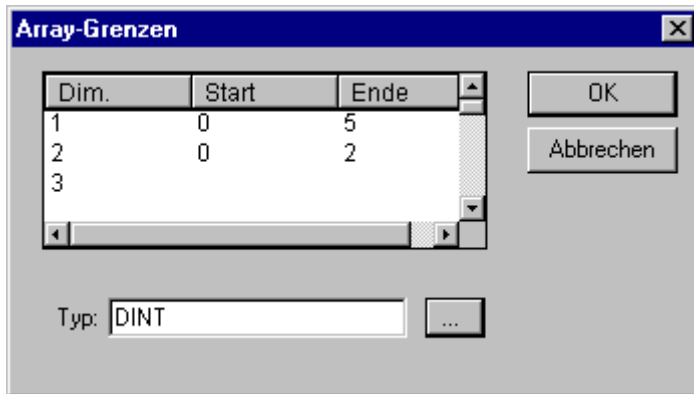 Array-Grenzen
Dim. Start Ende
OK
1 0 5
2 0 2
Abbrechen
3
Typ: DINT ...